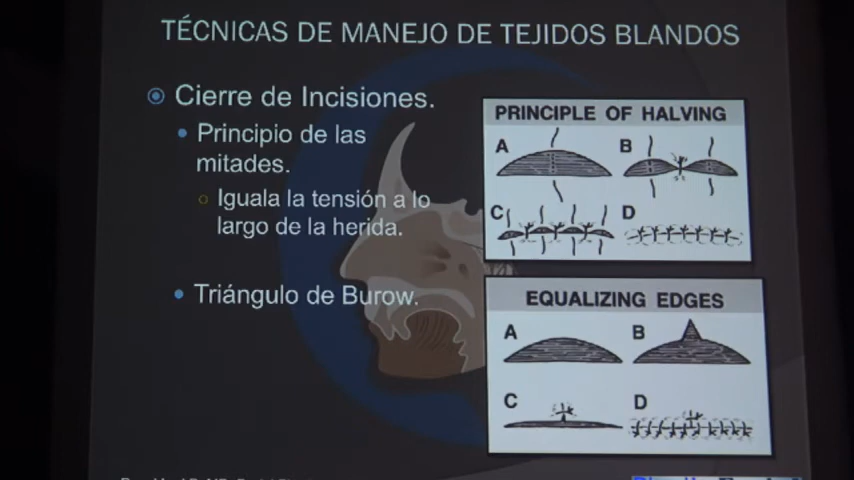 TÉCNICAS DE MANEJO DE TEJIDOS BLANDOS
Cierre de Incisiones.
Principio de las
mitades.
Iguala la tensión a lo
largo de la herida.
Triángulo de Burow.
PRINCIPLE OF HALVING
A
B
C
D
EQUALIZING EDGES
A
B
C
D